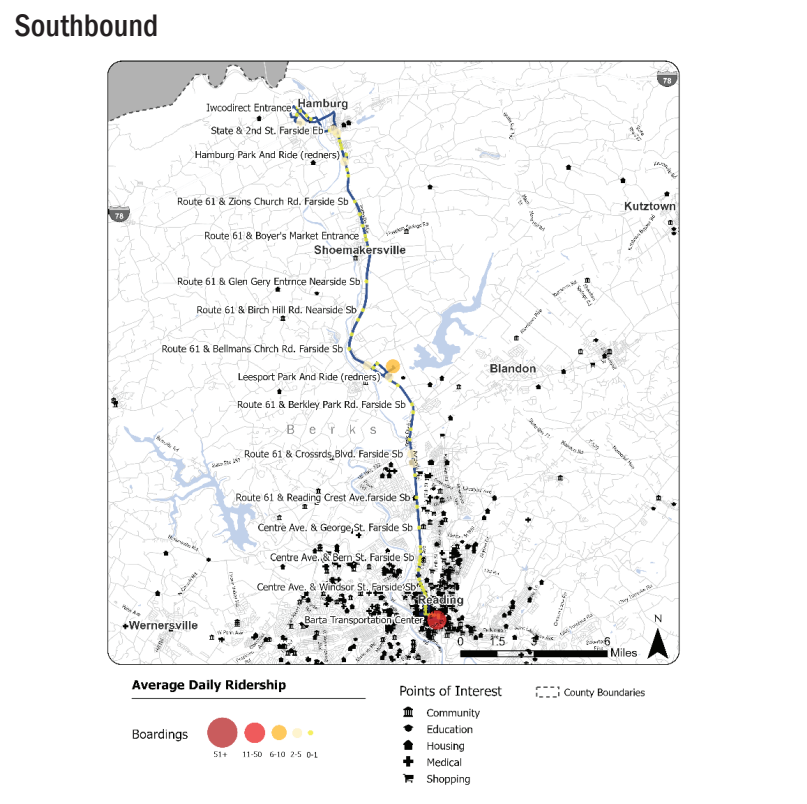 Southbound
78
Iwcodirect Entrance
Hamburg
State & 2nd St. Farside Eb
Hamburg Park And Ride (redners)
Route 61 & Zions Church Rd. Farside Sb
Kutztown
78
Route 61 & Boyer's Market Entrance
Shoemakersville
Route 61 & Glen Gery Entrnce Nearside Sb
Route 61 & Birch Hill Rd. Nearside Sb
Route 61 & Bellmans Chrch Rd. Farside Sb
Blandon
Leesport Park And Ride (redners)
Route 61 & Berkley Park Rd. Farside Sb
Berks
Route 61 & Crossrds Blvd. Farside Sb
Route 61 & Reading Crest Ave.farside Sb
Centre Ave. & George St. Farside Sb
Centre Ave. & Bern St. Farside Sb
Centre Ave. & Windsor St. Farside Sb
Reading
Barta Transportation Center
Wernersville
N
0 1.5 3 6
Miles
Average Daily Ridership
Boardings
51+ 11-50 6-10 2-5 0-1
Points of Interest
Community
Education
Housing
Medical
Shopping
County Boundaries